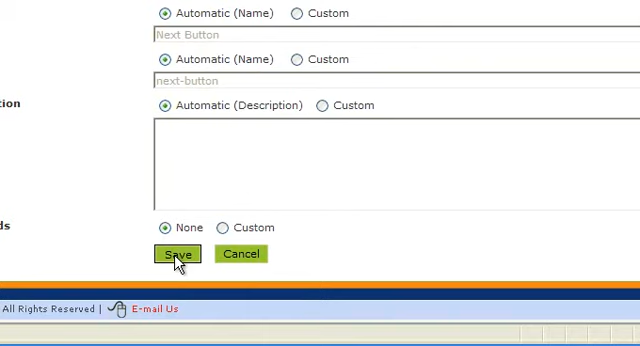 Automatic (Name) Custom
Next Button
Automatic (Name) Custom
next-button
tion Automatic (Description) Custom
ds None Custom
Save Cancel
All Rights Reserved | E-mail Us